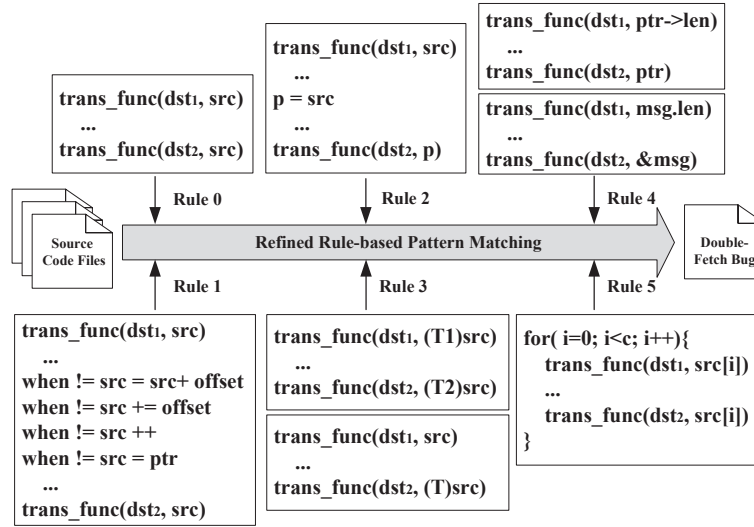 trans_func(dst1, src)
...
trans_func(dst2, src)
trans_func(dst1, src)
...
p = src
...
trans_func(dst2, p)
trans_func(dst1, ptr->len)
...
trans_func(dst2, ptr)
trans_func(dst1, msg.len)
...
trans_func(dst2, &msg)
Rule 0
Rule 2
Rule 4
Source
Code Files
Refined Rule-based Pattern Matching
Double-
Fetch Bug
Rule 1
Rule 3
Rule 5
trans_func(dst1, src)
...
when != src = src+ offset
when != src += offset
when != src ++
when != src = ptr
...
trans_func(dst2, src)
trans_func(dst1, (T1)src)
...
trans_func(dst2, (T2)src)
trans_func(dst1, src)
...
trans_func(dst2, (T)src)
for( i=0; i<c; i++){
trans_func(dst1, src[i])
...
trans_func(dst2, src[i])
}